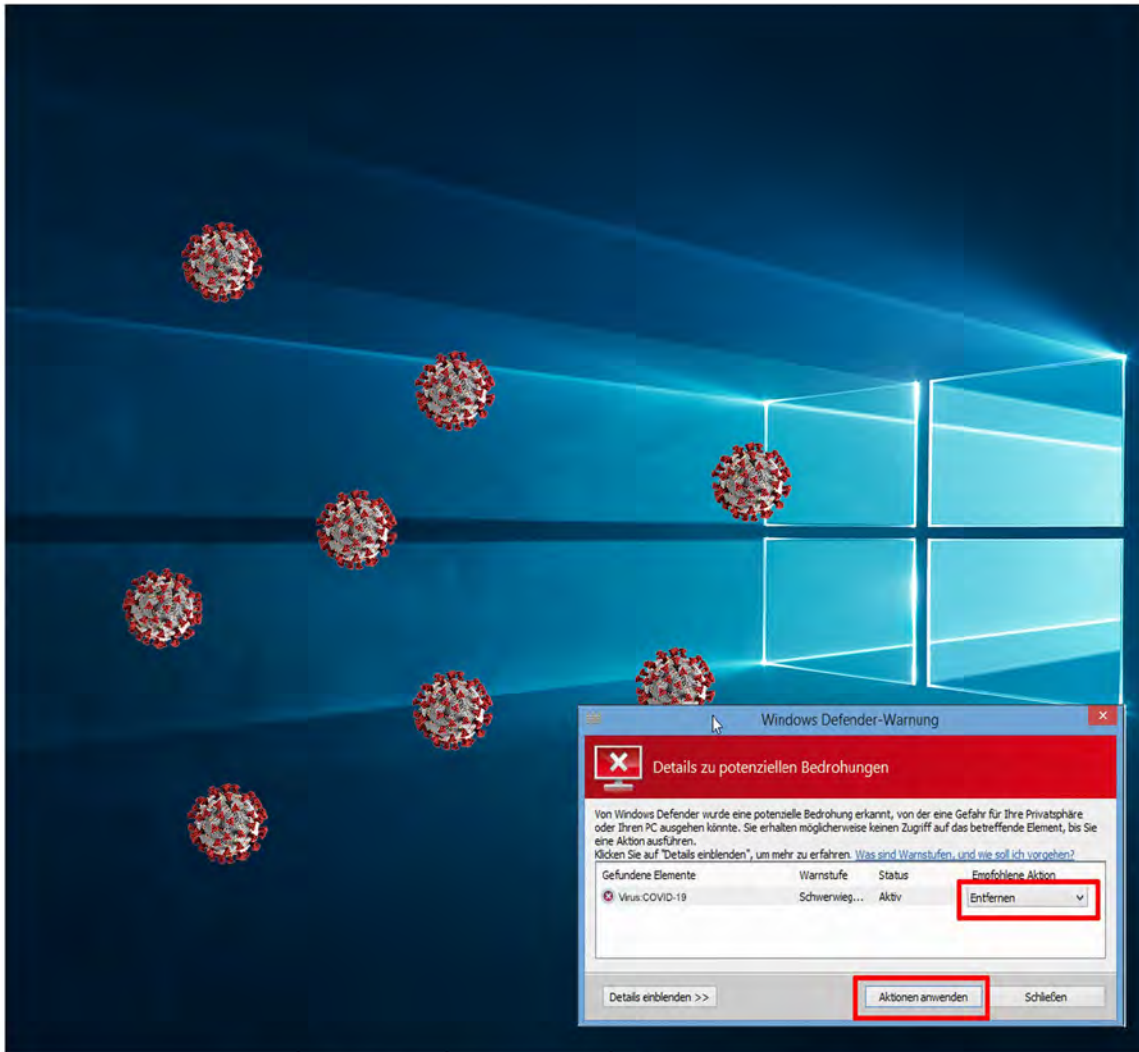 Windows Defender-Warnung
Details zu potenziellen Bedrohungen
Von Windows Defender wurde eine potenzielle Bedrohung erkannt, von der eine Gefahr für Ihre Privatsphäre
oder Ihren PC ausgehen könnte. Sie erhalten möglicherweise keinen Zugriff auf das betreffende Element, bis Sie
eine Aktion ausführen.
Klicken Sie auf "Details einblenden", um mehr zu erfahren. Was sind Warnstufen, und wie soll ich vorgehen?
Gefundene Elemente Warnstufe Status Empfohlene Aktion
Virus:COVID-19 Schwerwieg... Aktiv Entfernen
Details einblenden >> Aktionen anwenden Schließen